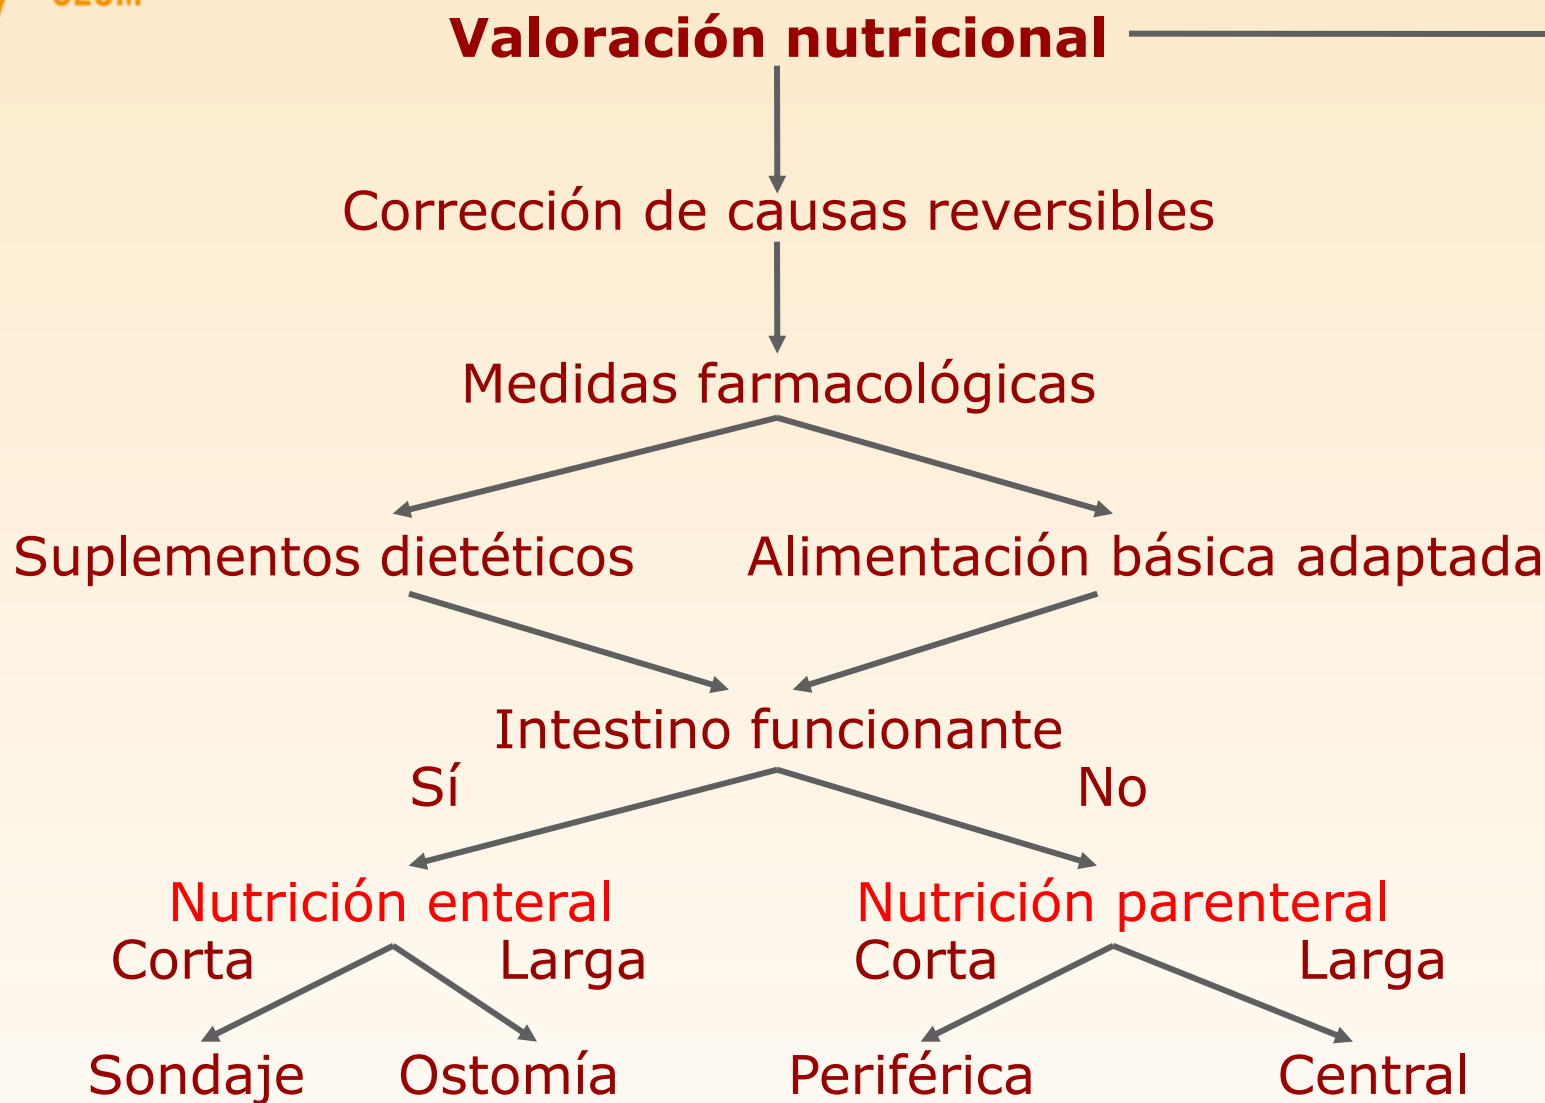 Valoración nutricional
Corrección de causas reversibles
Medidas farmacológicas
Suplementos dietéticos Alimentación básica adaptada
Intestino funcionante
Sí No
Nutrición enteral Nutrición parenteral
Corta Larga Corta Larga
Sondaje Ostomía Periférica Central